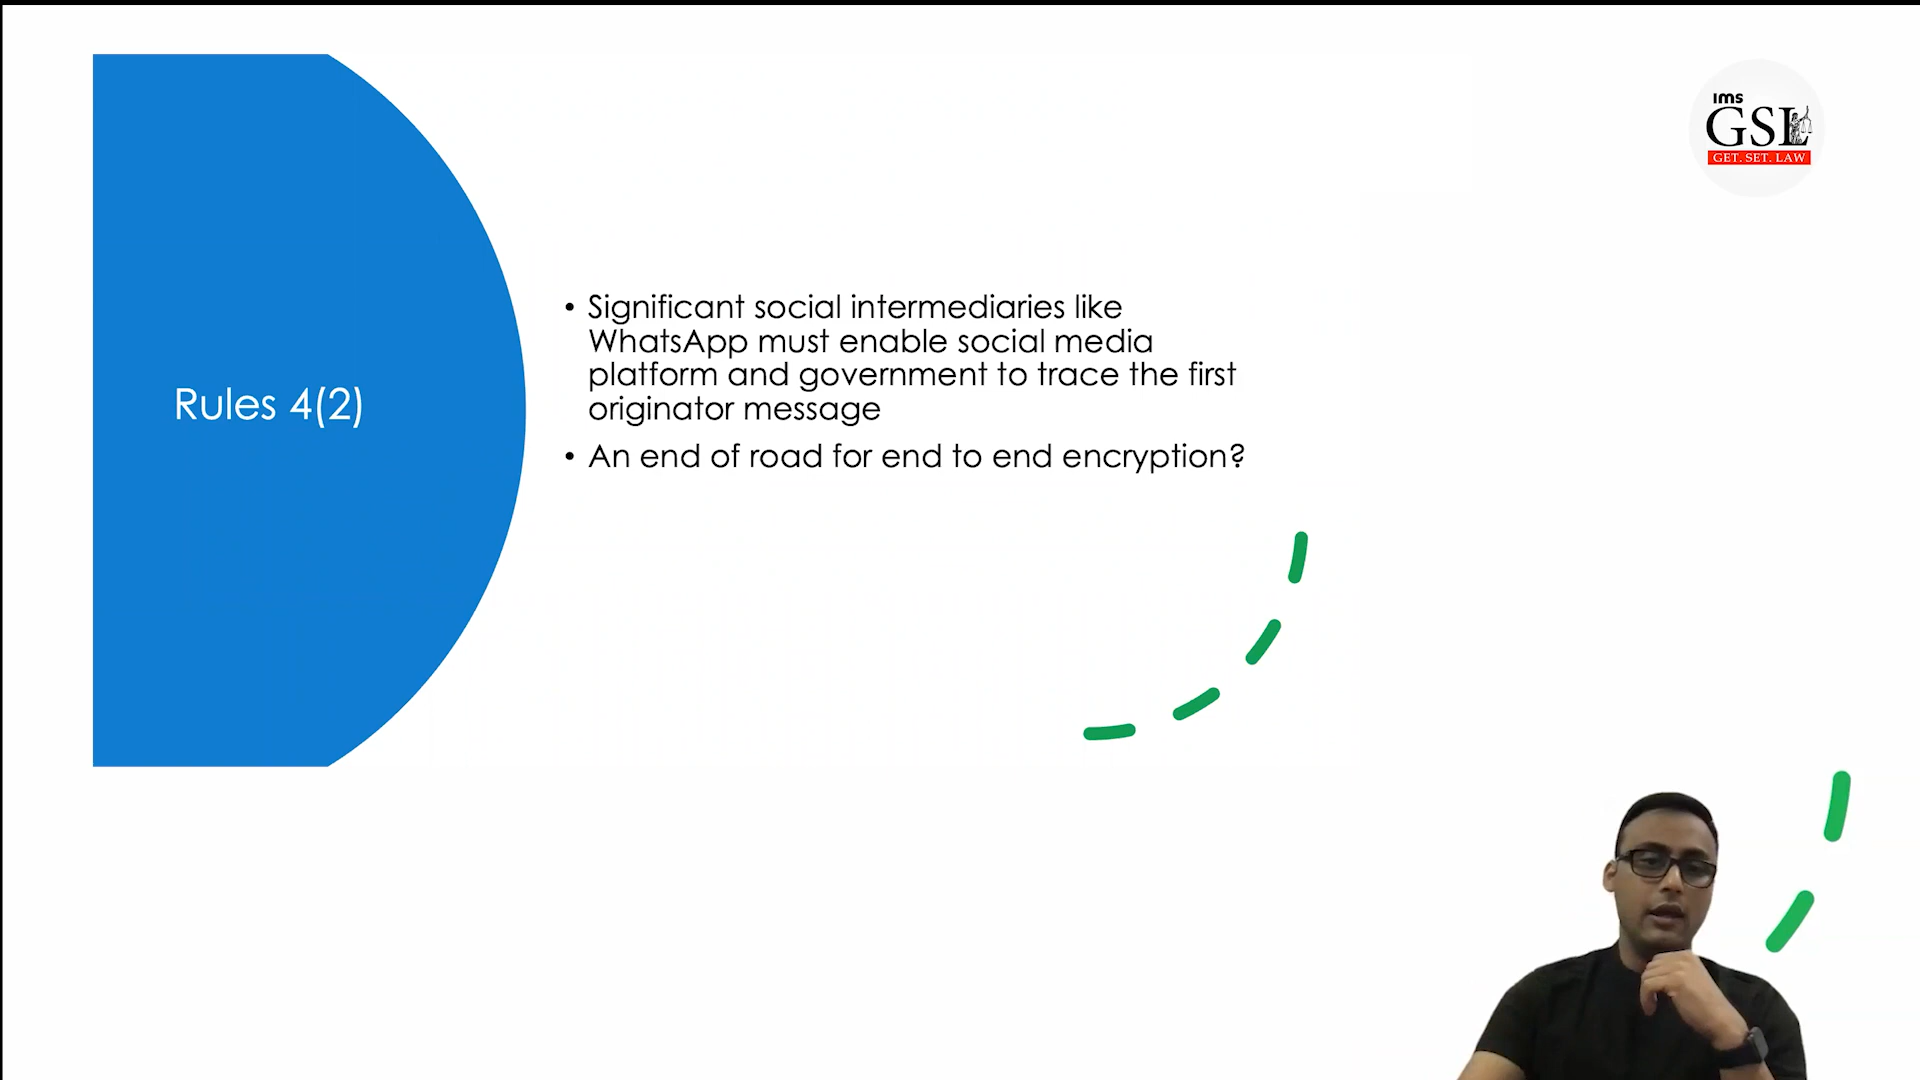 ims
GSL
GET. SET. LAW
Rules 4(2)
• Significant social intermediaries like
WhatsApp must enable social media
platform and government to trace the first
originator message
• An end of road for end to end encryption?